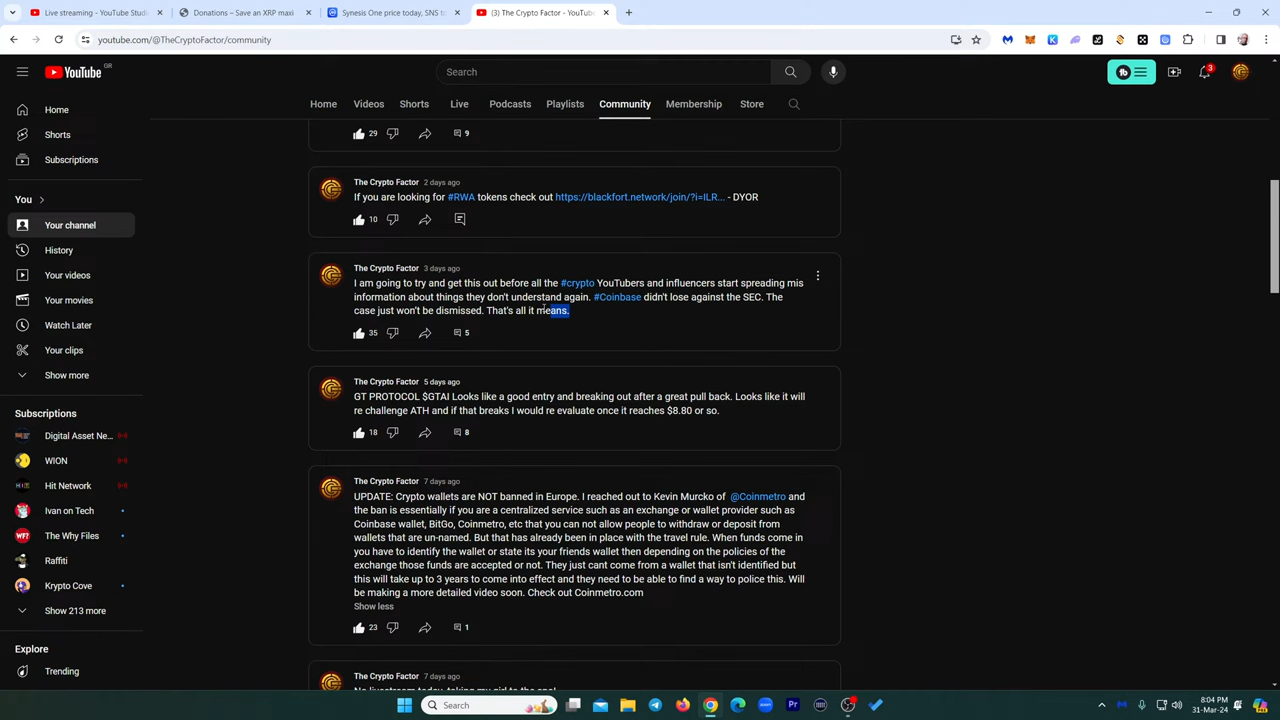 Live streaming - YouTube Studi
Donations – Save an XRP maxi
Synesis One price today, SNS t
(3) The Crypto Factor - YouTub
youtube.com/@TheCryptoFactor/community
YouTube GR
Search
3
Home
Shorts
Subscriptions
You
Your channel
History
Your videos
Your movies
Watch Later
Your clips
Show more
Subscriptions
Digital Asset Ne...
WION
Hit Network
Ivan on Tech
The Why Files
Raffiti
Krypto Cove
Show 213 more
Explore
Trending
Home Videos Shorts Live Podcasts Playlists Community Membership Store
29 9
The Crypto Factor 2 days ago
If you are looking for #RWA tokens check out https://blackfort.network/join/?i=ILR... - DYOR
10
The Crypto Factor 3 days ago
I am going to try and get this out before all the #crypto YouTubers and influencers start spreading mis
information about things they don't understand again. #Coinbase didn't lose against the SEC. The
case just won't be dismissed. That's all it means.
35 5
The Crypto Factor 5 days ago
GT PROTOCOL $GTAI Looks like a good entry and breaking out after a great pull back. Looks like it will
re challenge ATH and if that breaks I would re evaluate once it reaches $8.80 or so.
18 8
The Crypto Factor 7 days ago
UPDATE: Crypto wallets are NOT banned in Europe. I reached out to Kevin Murcko of @Coinmetro and
the ban is essentially if you are a centralized service such as an exchange or wallet provider such as
Coinbase wallet, BitGo, Coinmetro, etc that you can not allow people to withdraw or deposit from
wallets that are un-named. But that has already been in place with the travel rule. When funds come in
you have to identify the wallet or state its your friends wallet then depending on the policies of the
exchange those funds are accepted or not. They just cant come from a wallet that isn't identified but
this will take up to 3 years to come into effect and they need to be able to find a way to police this. Will
be making a more detailed video soon. Check out Coinmetro.com
Show less
23 1
The Crypto Factor 7 days ago
Search
8:04 PM
31-Mar-24